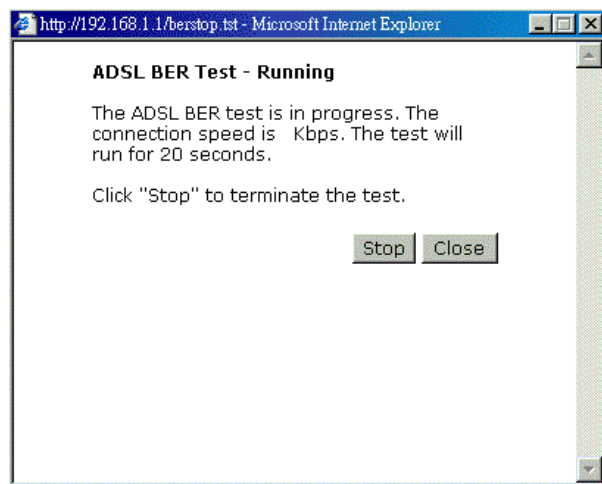 http://192.168.1.1/berstop.tst - Microsoft Internet Explorer
ADSL BER Test - Running
The ADSL BER test is in progress. The
connection speed is   Kbps. The test will
run for 20 seconds.
Click "Stop" to terminate the test.
Stop Close